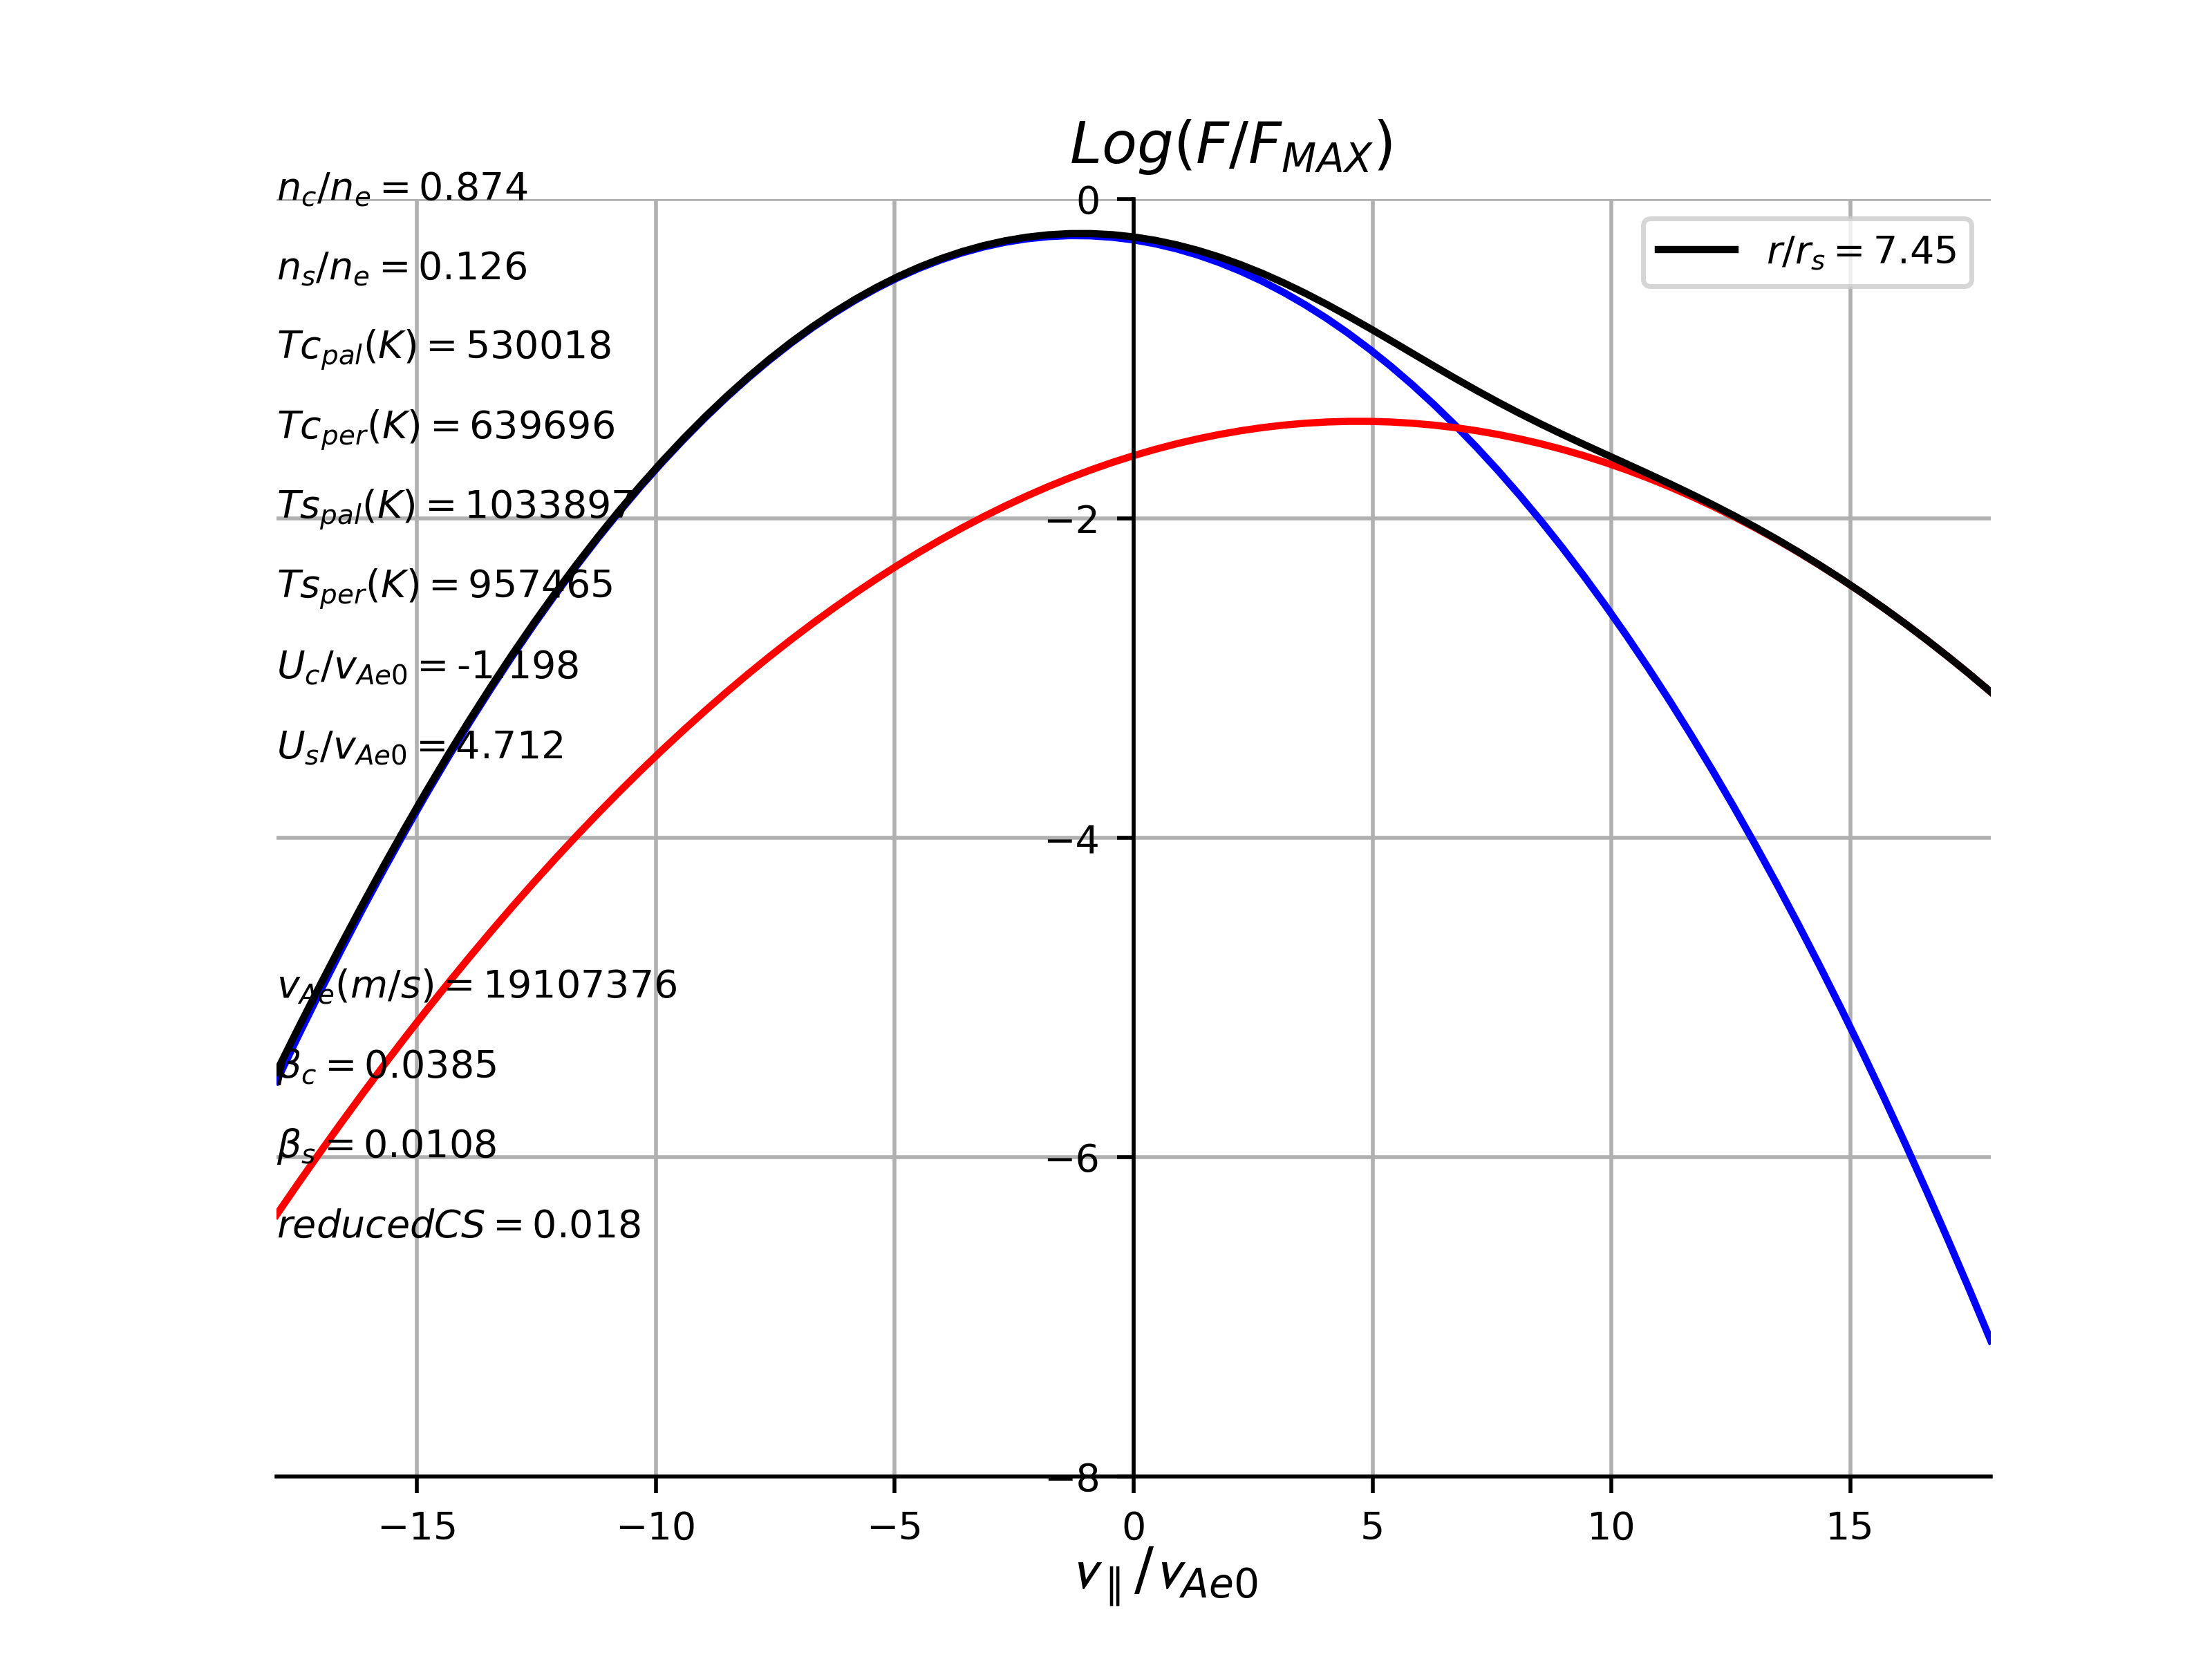 Log(F/F_MAX)
n_c/n_e = 0.874
n_s/n_e = 0.126
Tc_pal(K) = 530018
Tc_per(K) = 639696
Ts_pal(K) = 1033897
Ts_per(K) = 957465
U_c/v_Ae0 = -1.198
U_s/v_Ae0 = 4.712
v_Ae(m/s) = 19107376
β_c = 0.0385
β_s = 0.0108
reducedCS = 0.018
r/r_s = 7.45
0
−2
−4
−6
−8
−15 −10 −5 0 5 10 15
v_∥/v_Ae0